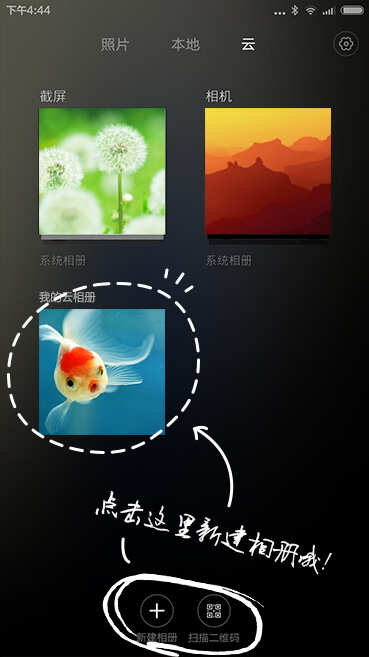 下午4:44
照片 本地 云
截屏 相机
系统相册 系统相册
我的云相册
点击这里新建相册哦!
新建相册 扫描二维码